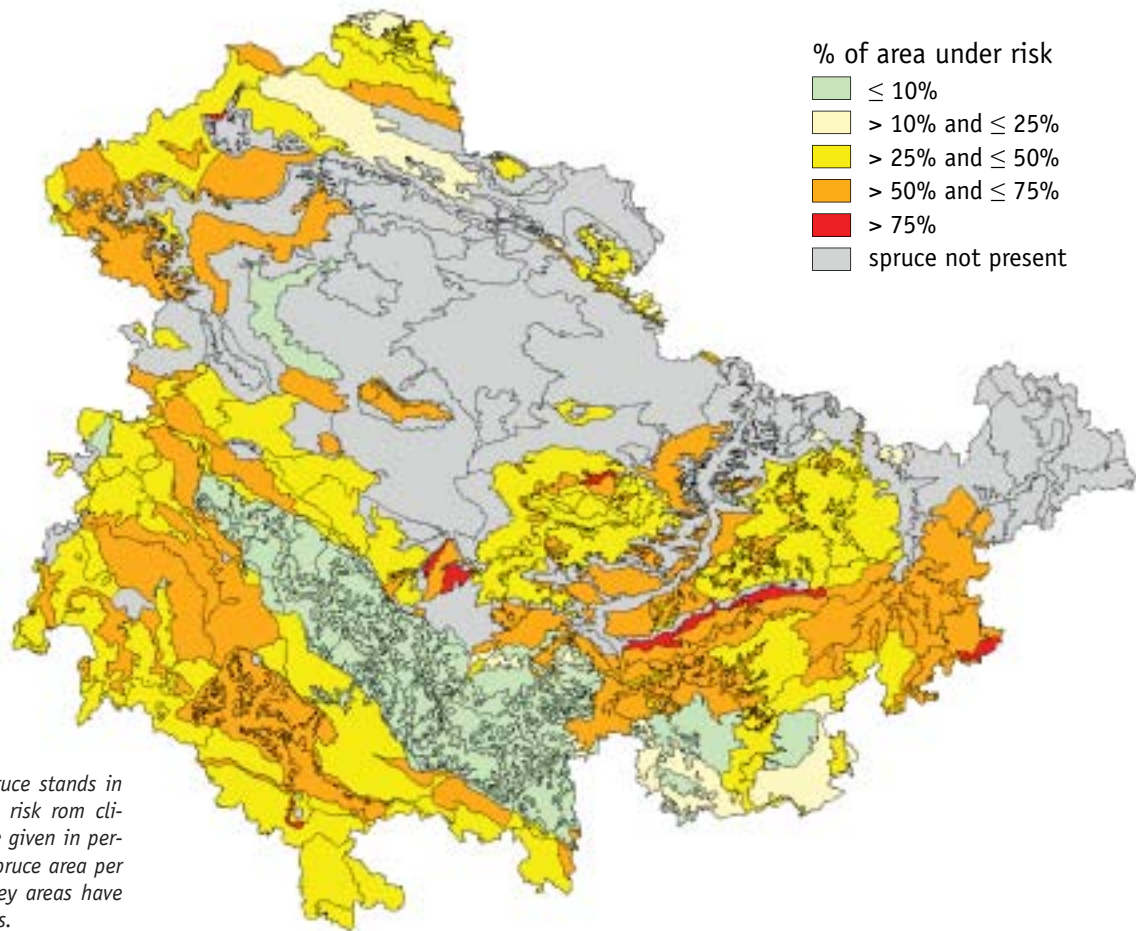 % of area under risk
≤ 10%
> 10% and ≤ 25%
> 25% and ≤ 50%
> 50% and ≤ 75%
> 75%
spruce not present
ruce stands in
risk rom cli-
e given in per-
pruce area per
ey areas have
s.